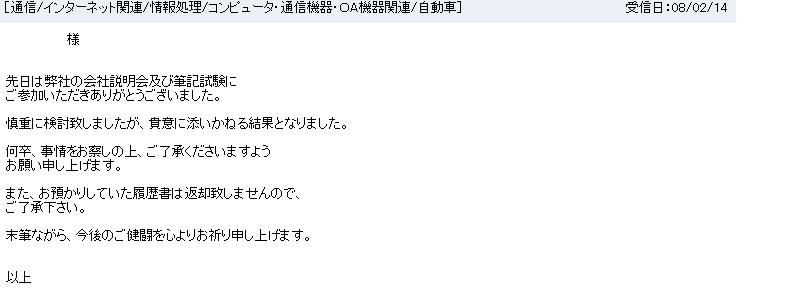 [通信/インターネット関連/情報処理/コンピュータ・通信機器・OA機器関連/自動車] 受信日:08/02/14
様
先日は弊社の会社説明会及び筆記試験に
ご参加いただきありがとうございました。
慎重に検討致しましたが、貴意に添いかねる結果となりました。
何卒、事情をお察しの上、ご了承くださいますよう
お願い申し上げます。
また、お預かりしていた履歴書は返却致しませんので、
ご了承下さい。
末筆ながら、今後のご健闘を心よりお祈り申し上げます。
以上